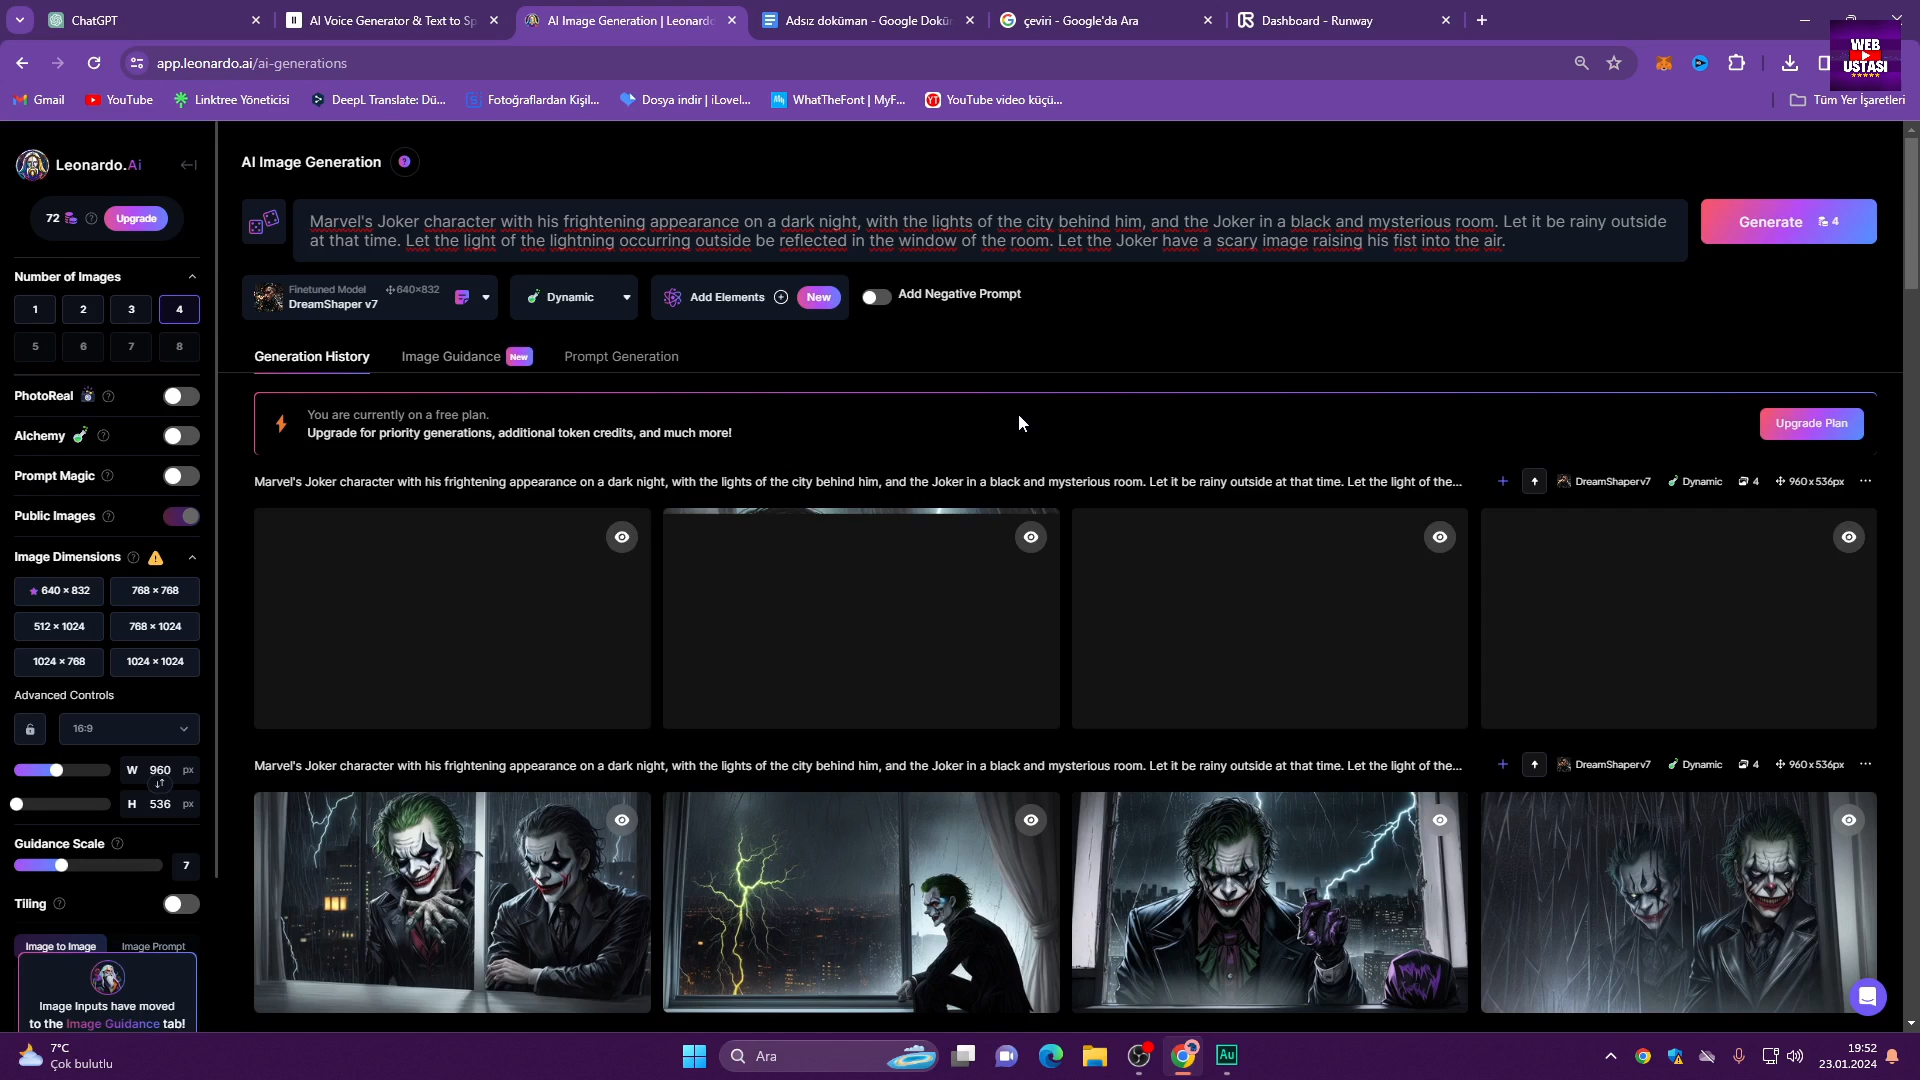 ChatGPT
AI Voice Generator & Text to Sp
AI Image Generation | Leonardo
Adsız doküman - Google Dokü
çeviri - Google'da Ara
Dashboard - Runway
app.leonardo.ai/ai-generations
WEB
USTASI
Gmail
YouTube
Linktree Yöneticisi
DeepL Translate: Dü...
Fotoğraflardan Kişil...
Dosya indir | iLovel...
WhatTheFont | MyF...
YouTube video küçü...
Tüm Yer İşaretleri
Leonardo.Ai
72
Upgrade
Number of Images
1 2 3 4
5 6 7 8
PhotoReal
Alchemy
Prompt Magic
Public Images
Image Dimensions
640 × 832
768 × 768
512 × 1024
768 × 1024
1024 × 768
1024 × 1024
Advanced Controls
16:9
W 960 px
H 536 px
Guidance Scale
7
Tiling
Image to Image
Image Prompt
Image Inputs have moved
to the Image Guidance tab!
AI Image Generation
Marvel's Joker character with his frightening appearance on a dark night, with the lights of the city behind him, and the Joker in a black and mysterious room. Let it be rainy outside
at that time. Let the light of the lightning occurring outside be reflected in the window of the room. Let the Joker have a scary image raising his fist into the air.
Generate 4
Finetuned Model 640×832
DreamShaper v7
Dynamic
Add Elements
New
Add Negative Prompt
Generation History
Image Guidance New
Prompt Generation
You are currently on a free plan.
Upgrade for priority generations, additional token credits, and much more!
Upgrade Plan
Marvel's Joker character with his frightening appearance on a dark night, with the lights of the city behind him, and the Joker in a black and mysterious room. Let it be rainy outside at that time. Let the light of the...
DreamShaper v7 Dynamic 4 960 x 536px
Marvel's Joker character with his frightening appearance on a dark night, with the lights of the city behind him, and the Joker in a black and mysterious room. Let it be rainy outside at that time. Let the light of the...
DreamShaper v7 Dynamic 4 960 x 536px
7°C
Çok bulutlu
Ara
Au
19:52
23.01.2024